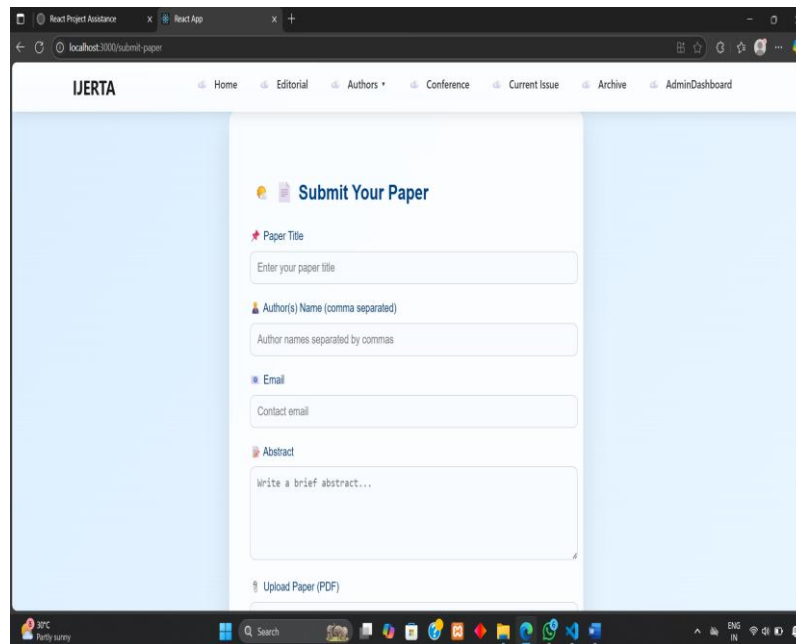 React Project Assistance
React App
localhost:3000/submit-paper
IJERTA
Home
Editorial
Authors
Conference
Current Issue
Archive
AdminDashboard
Submit Your Paper
Paper Title
Enter your paper title
Author(s) Name (comma separated)
Author names separated by commas
Email
Contact email
Abstract
Write a brief abstract...
Upload Paper (PDF)
30°C
Partly sunny
Search
ENG
IN